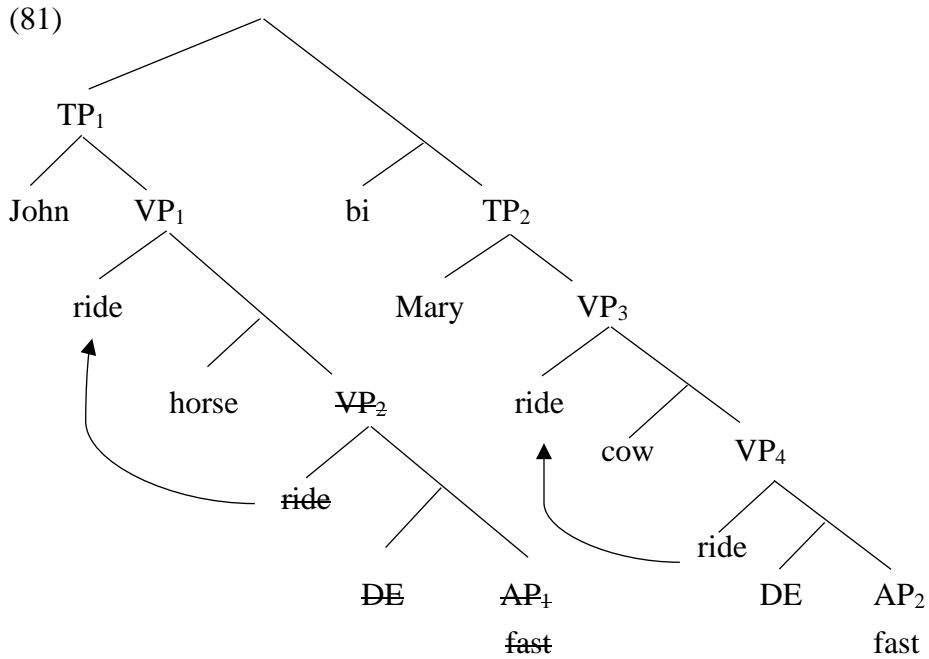 (81)
TP₁
John VP₁ bi TP₂
ride Mary VP₃
horse ~~VP₂~~ ride
cow VP₄
~~ride~~
ride
~~DE~~ ~~AP₁~~ DE AP₂
~~fast~~ fast